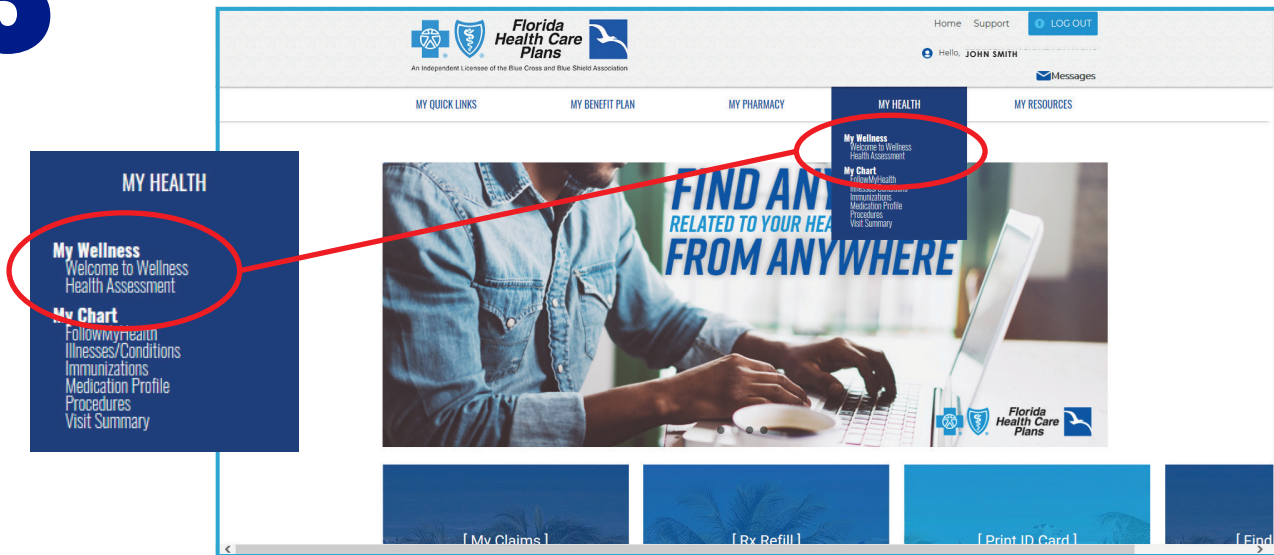 Florida
Health Care
Plans
An Independent Licensee of the Blue Cross and Blue Shield Association
Home Support LOG OUT
Hello, JOHN SMITH
Messages
MY QUICK LINKS MY BENEFIT PLAN MY PHARMACY MY HEALTH MY RESOURCES
My Wellness
Welcome to Wellness
Health Assessment
My Chart
FollowMyHealth
Illnesses/Conditions
Immunizations
Medication Profile
Procedures
Visit Summary
MY HEALTH
My Wellness
Welcome to Wellness
Health Assessment
My Chart
FollowMyHealth
Illnesses/Conditions
Immunizations
Medication Profile
Procedures
Visit Summary
FIND AN
RELATED TO YOUR HEA
FROM ANYWHERE
Florida
Health Care
Plans
[ My Claims ] [ Rx Refill ] [ Print ID Card ] [ Find